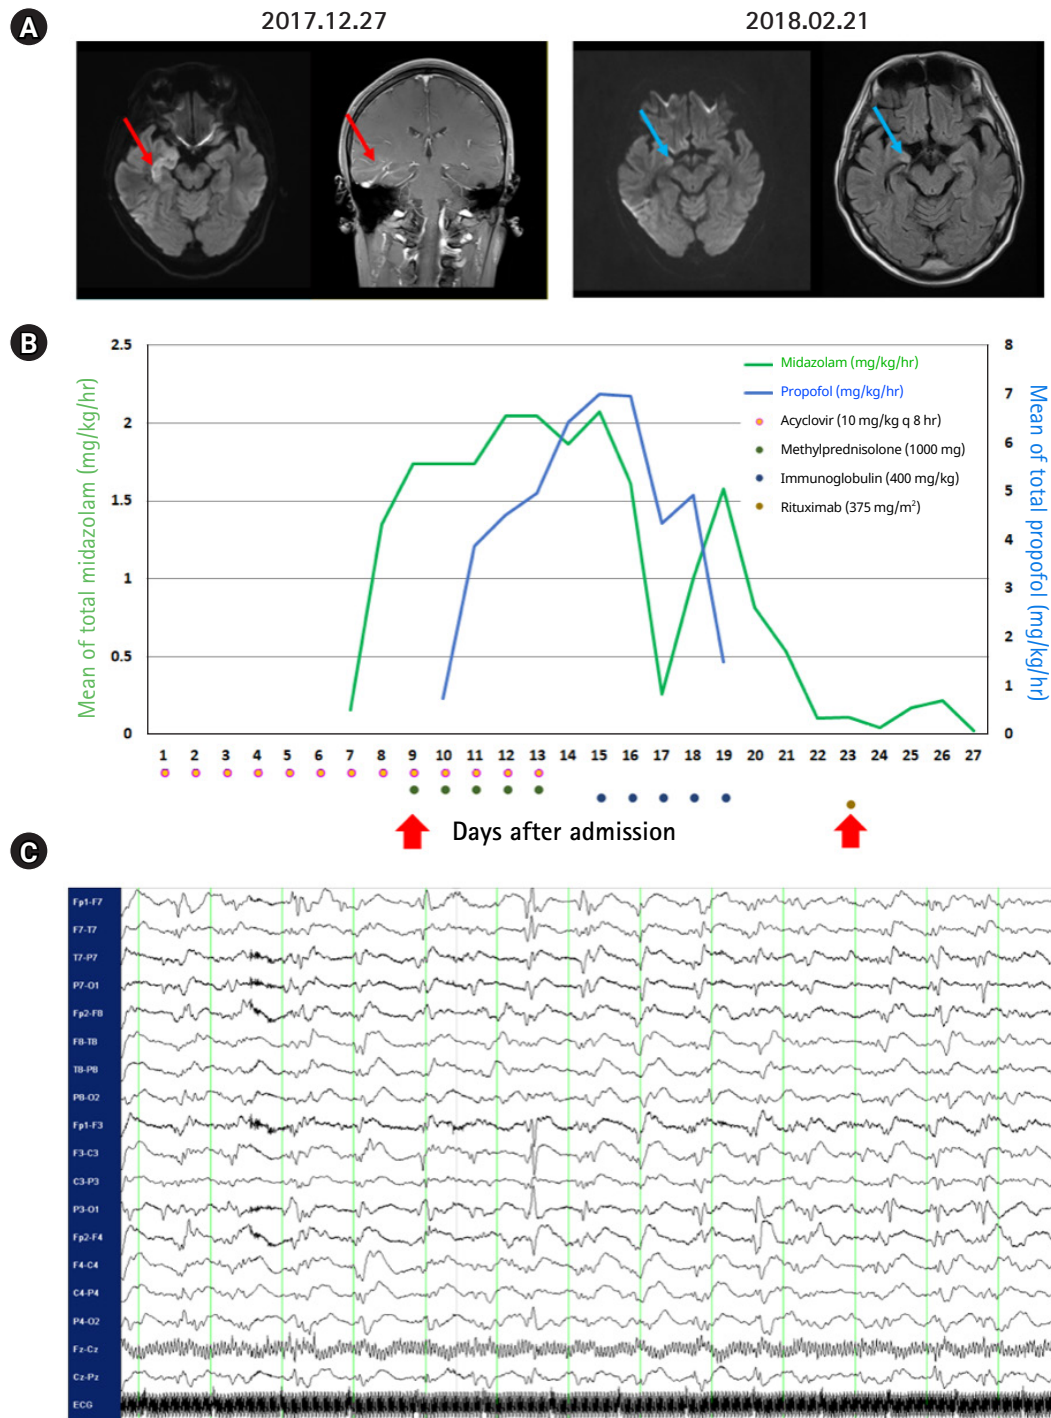 A
2017.12.27
2018.02.21
B
Mean of total midazolam (mg/kg/hr)
2.5
2
1.5
1
0.5
0
8
7
6
5
4
3
2
1
0
Mean of total propofol (mg/kg/hr)
Midazolam (mg/kg/hr)
Propofol (mg/kg/hr)
Acyclovir (10 mg/kg q 8 hr)
Methylprednisolone (1000 mg)
Immunoglobulin (400 mg/kg)
Rituximab (375 mg/m²)
1 2 3 4 5 6 7 8 9 10 11 12 13 14 15 16 17 18 19 20 21 22 23 24 25 26 27
Days after admission
C
Fp1-F7
F7-T7
T7-P7
P7-O1
Fp2-F8
F8-T8
T8-P8
P8-O2
Fp1-F3
F3-C3
C3-P3
P3-O1
Fp2-F4
F4-C4
C4-P4
P4-O2
Fz-Cz
Cz-Pz
ECG